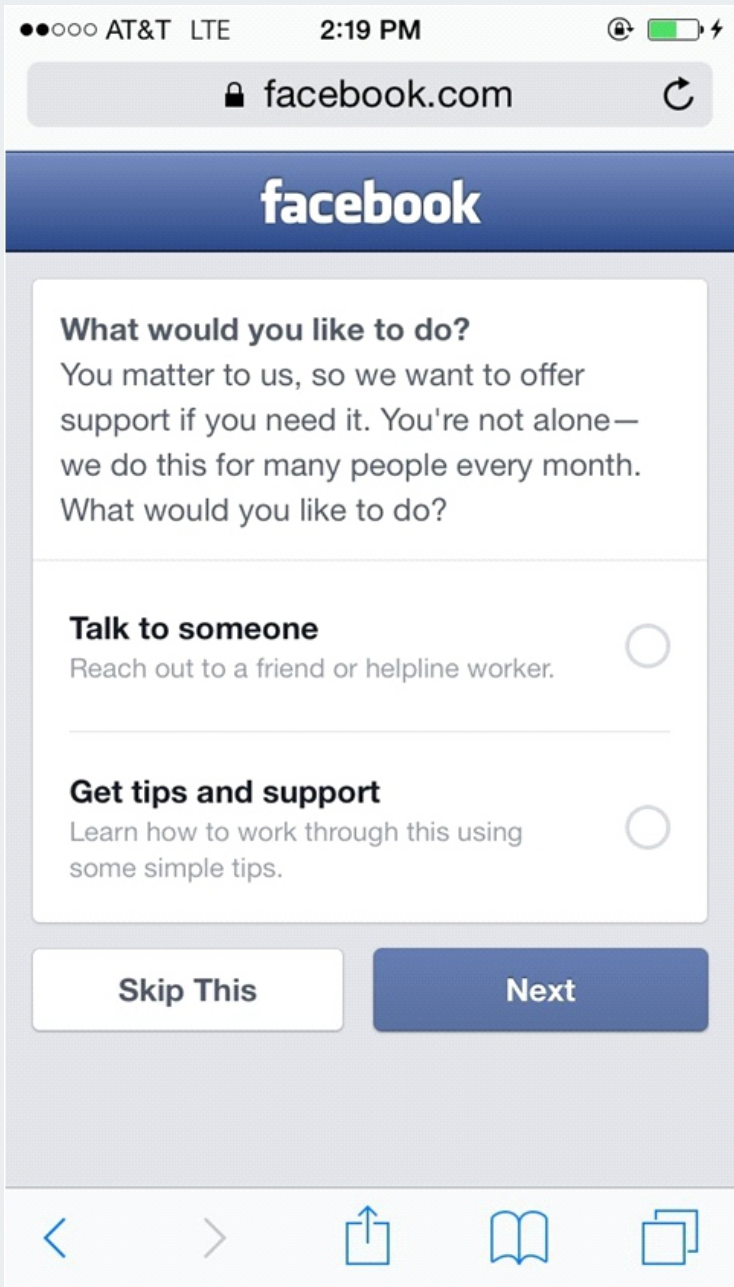 AT&T LTE 2:19 PM
facebook.com
facebook
What would you like to do?
You matter to us, so we want to offer
support if you need it. You're not alone—
we do this for many people every month.
What would you like to do?
Talk to someone
Reach out to a friend or helpline worker.
Get tips and support
Learn how to work through this using
some simple tips.
Skip This Next